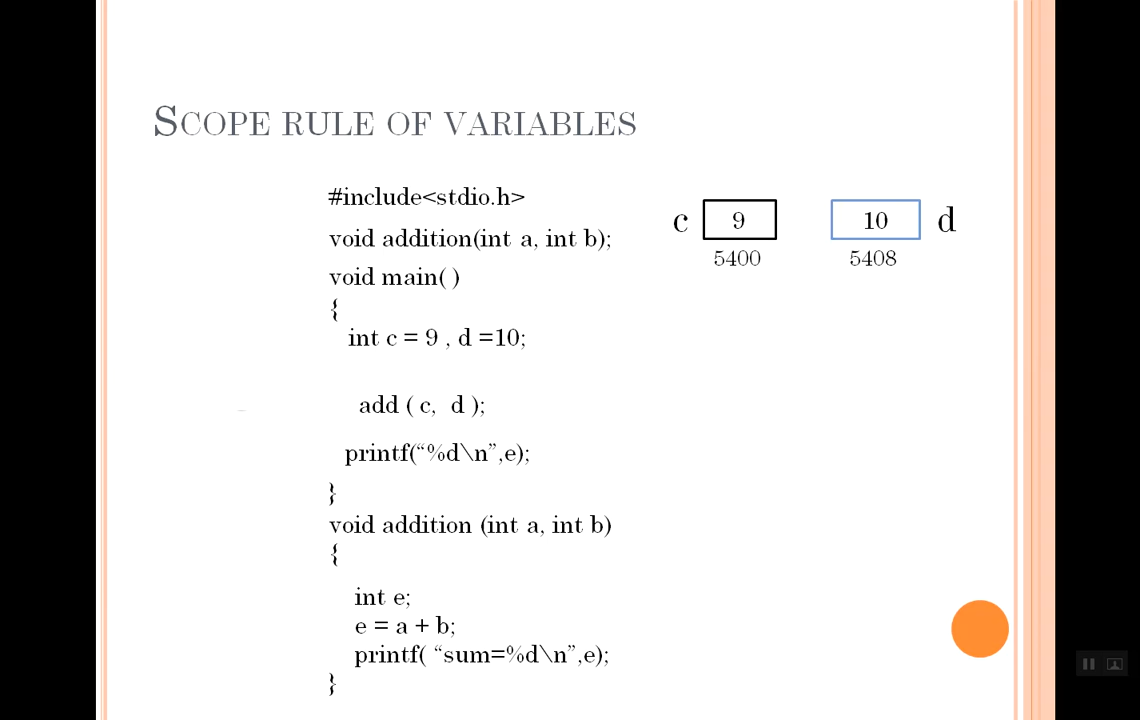 SCOPE RULE OF VARIABLES
#include<stdio.h>
void addition(int a, int b);
void main( )
{
int c = 9 , d =10;
add ( c, d );
printf(“%d\n”,e);
}
void addition (int a, int b)
{
int e;
e = a + b;
printf( “sum=%d\n”,e);
}
c 9 10 d
5400 5408